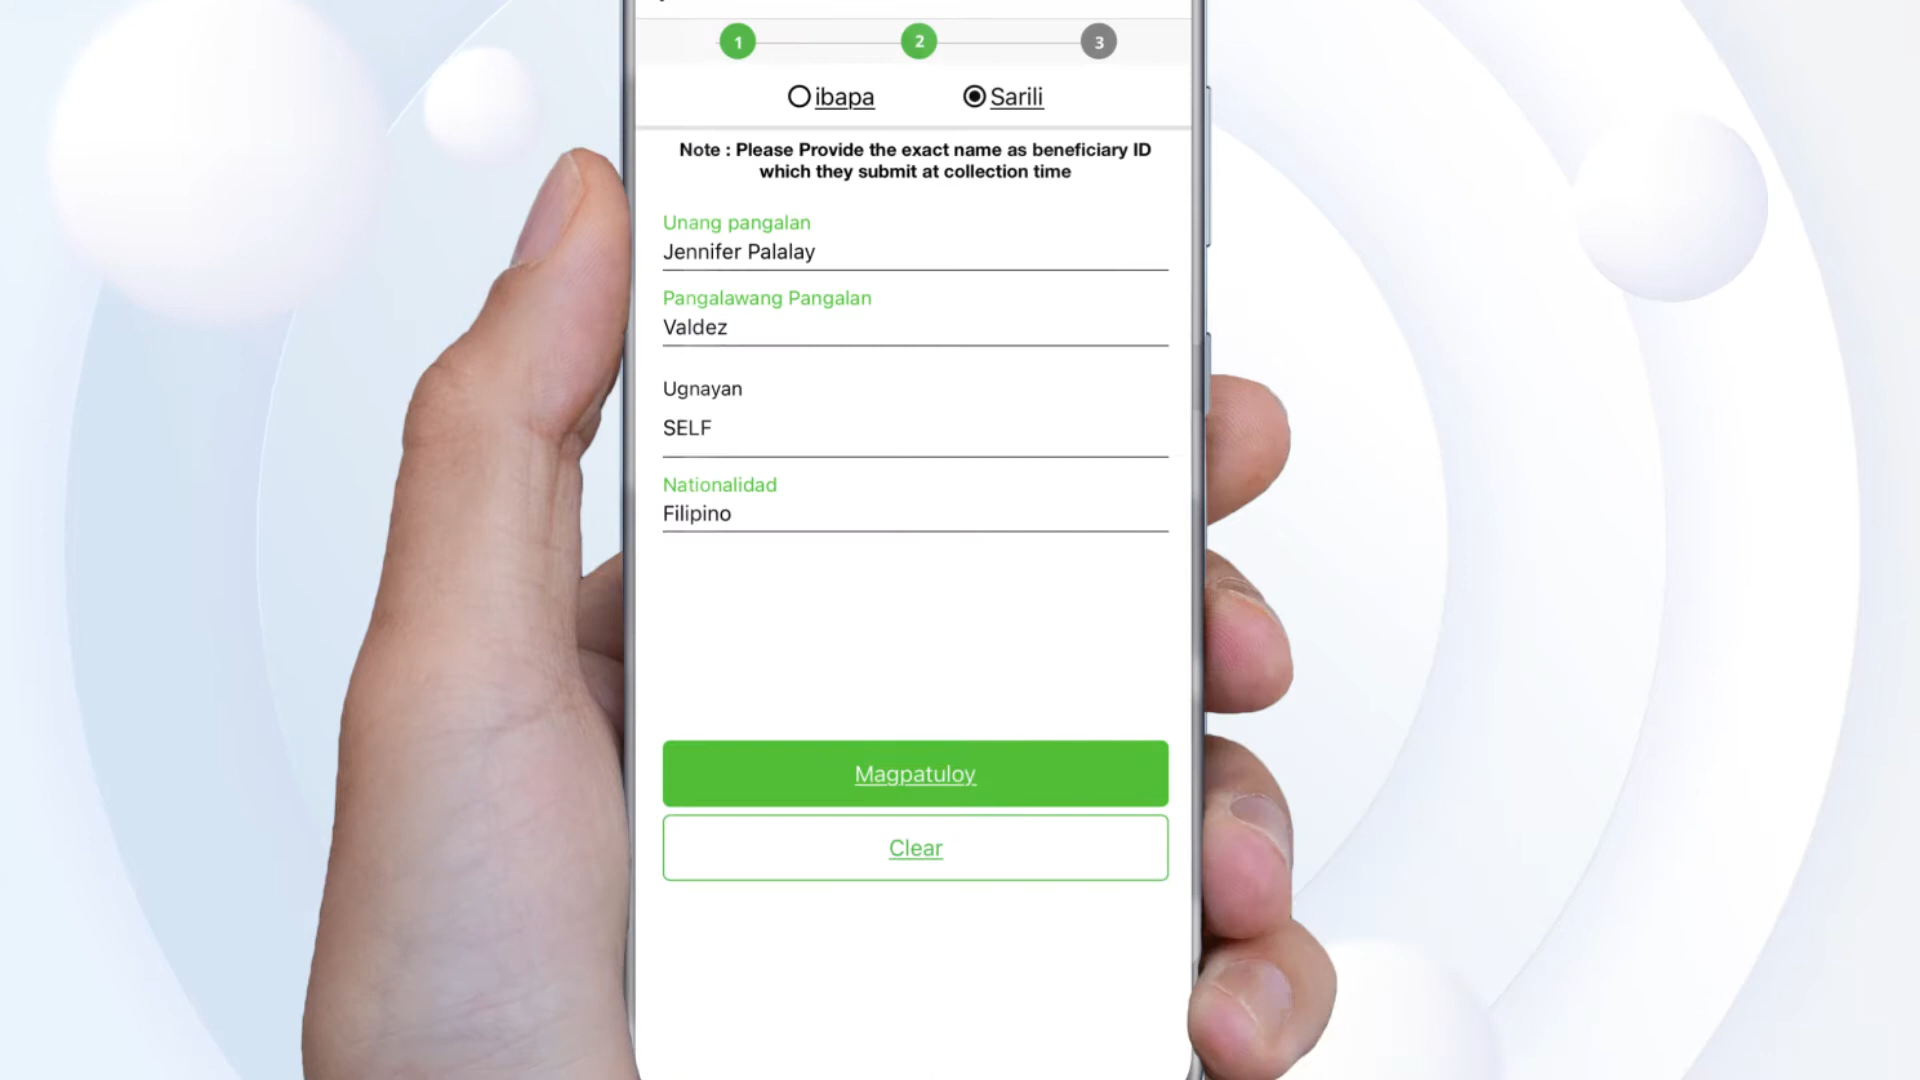 1 2 3
ibapa Sarili
Note : Please Provide the exact name as beneficiary ID
which they submit at collection time
Unang pangalan
Jennifer Palalay
Pangalawang Pangalan
Valdez
Ugnayan
SELF
Nationalidad
Filipino
Magpatuloy
Clear